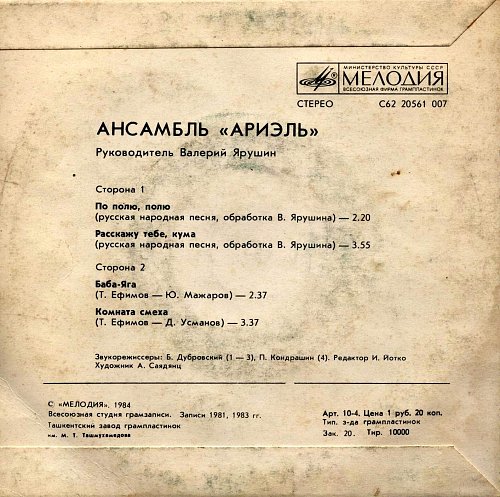 МИНИСТЕРСТВО КУЛЬТУРЫ СССР
МЕЛОДИЯ
ВСЕСОЮЗНАЯ ФИРМА ГРАМПЛАСТИНОК
СТЕРЕО С62 20561 007
АНСАМБЛЬ «АРИЭЛЬ»
Руководитель Валерий Ярушин
Сторона 1
По полю, полю
(русская народная песня, обработка В. Ярушина) — 2.20
Расскажу тебе, кума
(русская народная песня, обработка В. Ярушина) — 3.55
Сторона 2
Баба-Яга
(Т. Ефимов — Ю. Мажаров) — 2.37
Комната смеха
(Т. Ефимов — Д. Усманов) — 3.37
Звукорежиссеры: Б. Дубровский (1 — 3), П. Кондрашин (4). Редактор И. Йотко
Художник А. Саядянц
© «МЕЛОДИЯ», 1984
Всесоюзная студия грамзаписи. Записи 1981, 1983 гг.
Ташкентский завод грампластинок
им. М. Т. Ташмухамедова
Арт. 10-4. Цена 1 руб. 20 коп.
Тип. з-да грампластинок
Зак. 20. Тир. 10000